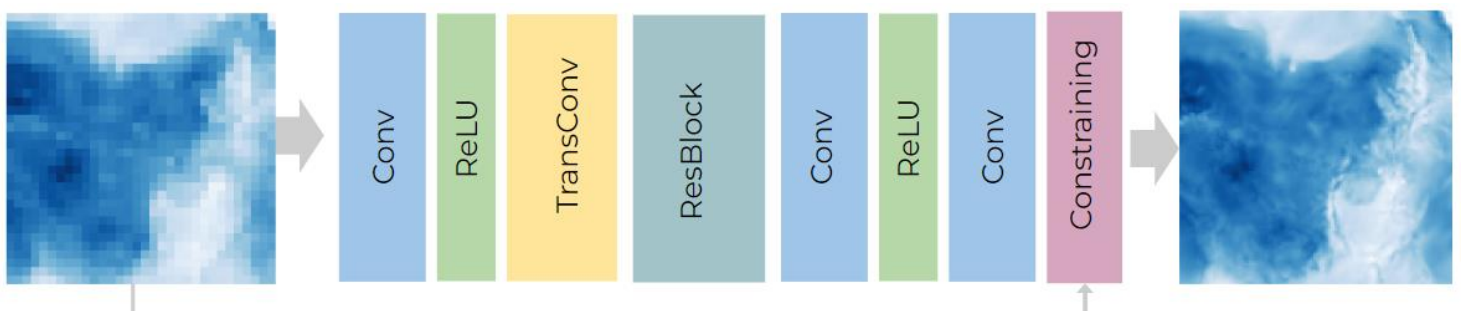 Conv
ReLU
TransConv
ResBlock
Conv
ReLU
Conv
Constraining